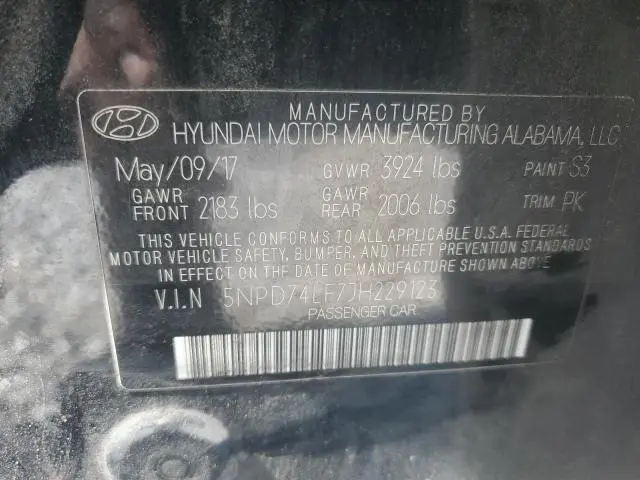 MANUFACTURED BY
HYUNDAI MOTOR MANUFACTURING ALABAMA, LLC
May/09/17 GVWR 3924 lbs PAINT S3
GAWR FRONT 2183 lbs GAWR REAR 2006 lbs TRIM PK
THIS VEHICLE CONFORMS TO ALL APPLICABLE U.S.A. FEDERAL
MOTOR VEHICLE SAFETY, BUMPER, AND THEFT PREVENTION STANDARDS
IN EFFECT ON THE DATE OF MANUFACTURE SHOWN ABOVE.
V.I.N 5NPD74LF7JH229123
PASSENGER CAR